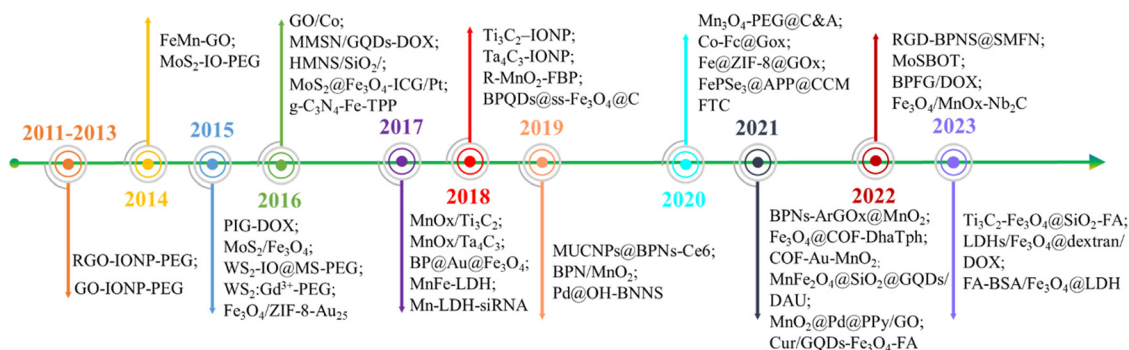 2011-2013
RGO-IONP-PEG;
GO-IONP-PEG
FeMn-GO;
MoS₂-IO-PEG
2014
2015
PIG-DOX;
MoS₂/Fe₃O₄;
WS₂-IO@MS-PEG;
WS₂:Gd³⁺-PEG;
Fe₃O₄/ZIF-8-Au₂₅
GO/Co;
MMSN/GQDs-DOX;
HMNS/SiO₂/;
MoS₂@Fe₃O₄-ICG/Pt;
g-C₃N₄-Fe-TPP
2016
2017
MnOx/Ti₃C₂;
MnOx/Ta₄C₃;
BP@Au@Fe₃O₄;
MnFe-LDH;
Mn-LDH-siRNA
Ti₃C₂–IONP;
Ta₄C₃-IONP;
R-MnO₂-FBP;
BPQDs@ss-Fe₃O₄@C
2018
2019
MUCNPs@BPNs-Ce6;
BPN/MnO₂;
Pd@OH-BNNS
Mn₃O₄-PEG@C&A;
Co-Fc@Gox;
Fe@ZIF-8@GOx;
FePSe₃@APP@CCM
FTC
2020
2021
BPNs-ArGOx@MnO₂;
Fe₃O₄@COF-DhaTph;
COF-Au-MnO₂;
MnFe₂O₄@SiO₂@GQDs/
DAU;
MnO₂@Pd@PPy/GO;
Cur/GQDs-Fe₃O₄-FA
RGD-BPNS@SMFN;
MoSBOT;
BPFG/DOX;
Fe₃O₄/MnOx-Nb₂C
2022
2023
Ti₃C₂-Fe₃O₄@SiO₂-FA;
LDHs/Fe₃O₄@dextran/
DOX;
FA-BSA/Fe₃O₄@LDH